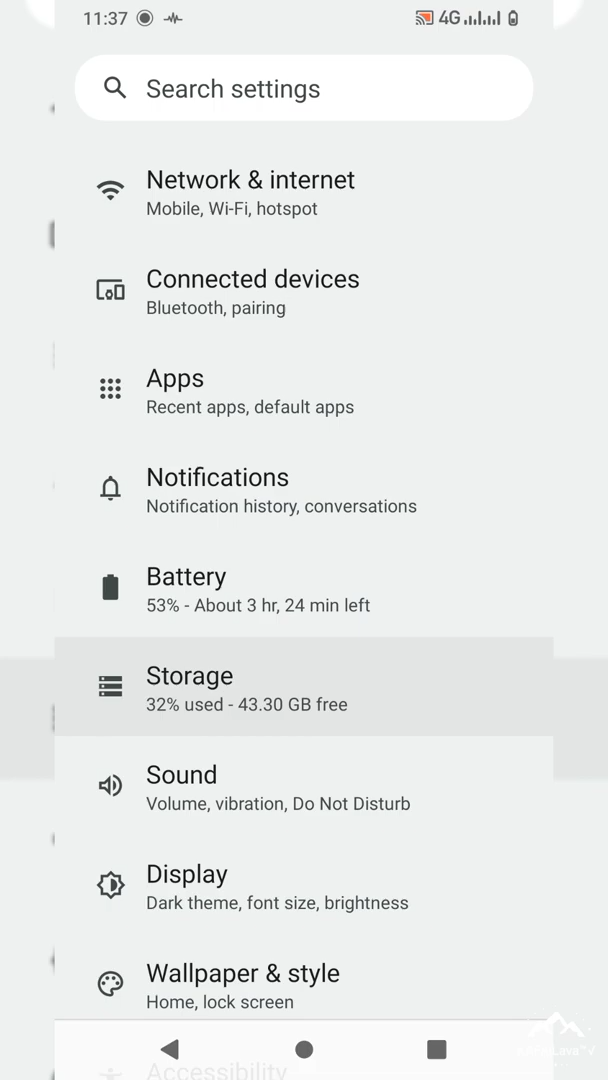 11:37
4G
Search settings
Network & internet
Mobile, Wi-Fi, hotspot
Connected devices
Bluetooth, pairing
Apps
Recent apps, default apps
Notifications
Notification history, conversations
Battery
53% - About 3 hr, 24 min left
Storage
32% used - 43.30 GB free
Sound
Volume, vibration, Do Not Disturb
Display
Dark theme, font size, brightness
Wallpaper & style
Home, lock screen
Accessibility